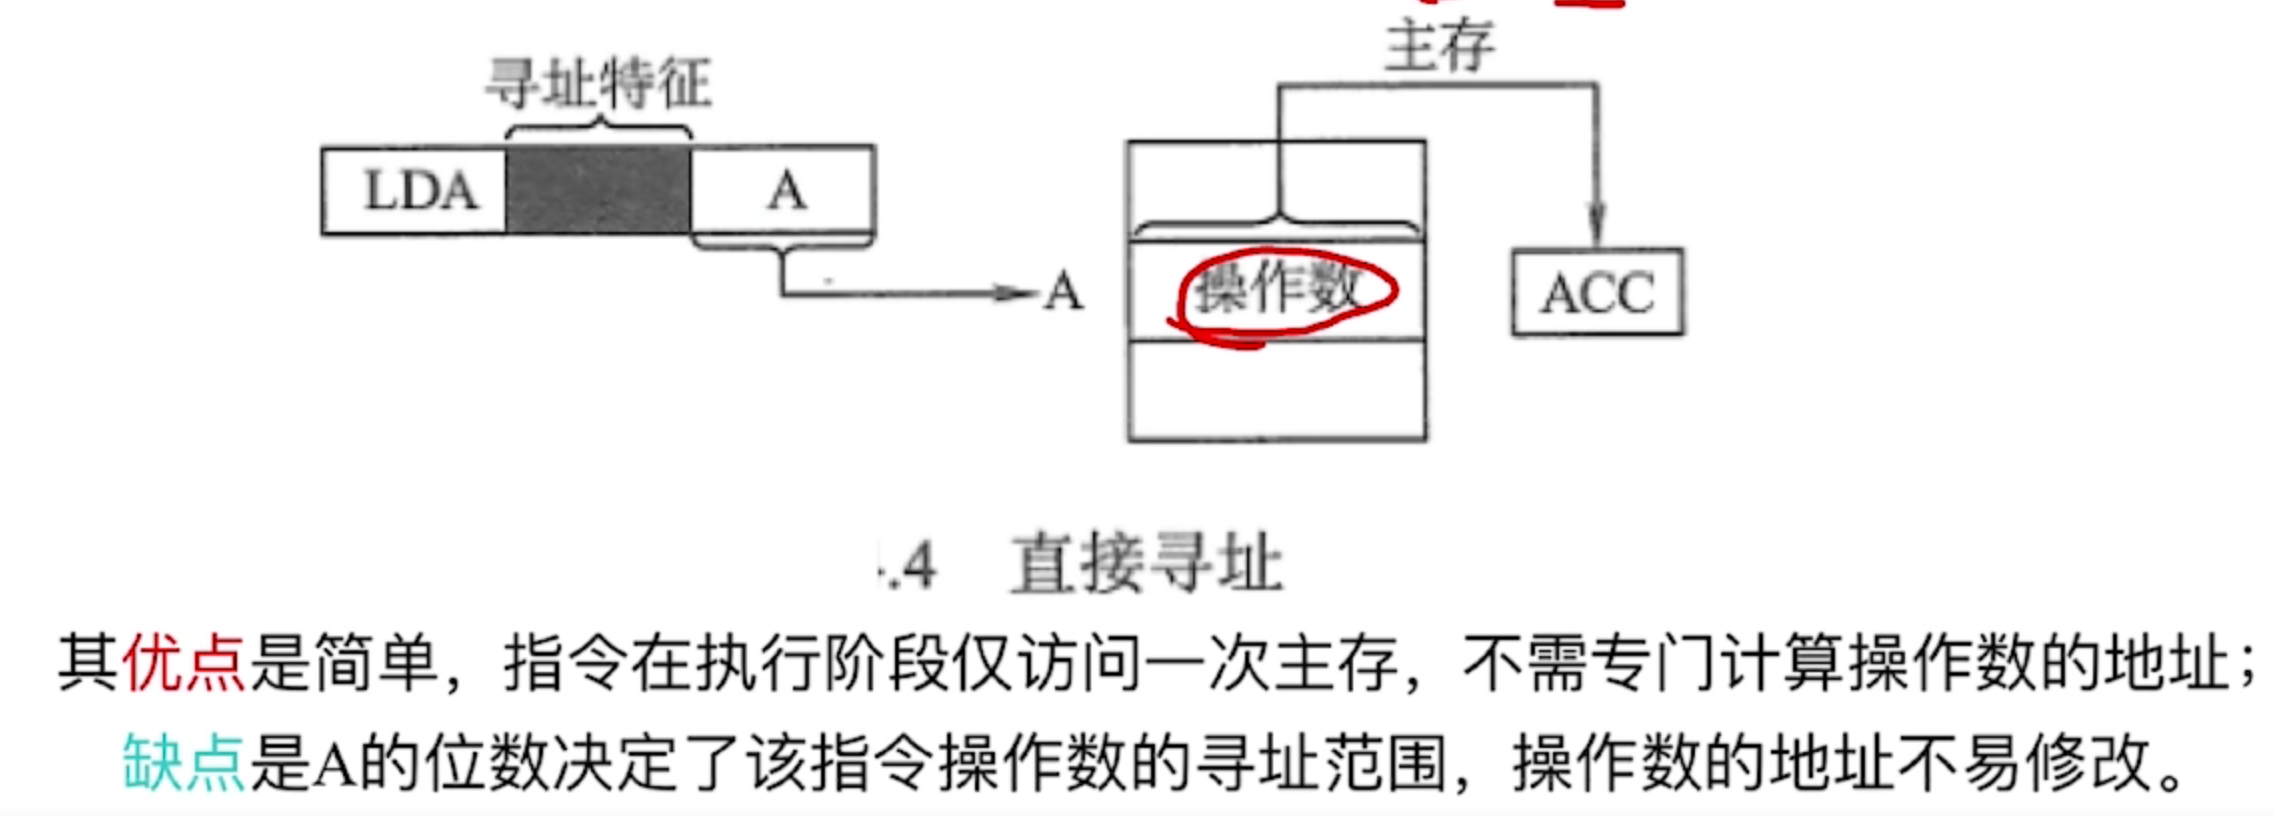 主存
寻址特征
LDA A
A 操作数 ACC
.4 直接寻址
其优点是简单，指令在执行阶段仅访问一次主存，不需专门计算操作数的地址；
缺点是A的位数决定了该指令操作数的寻址范围，操作数的地址不易修改。